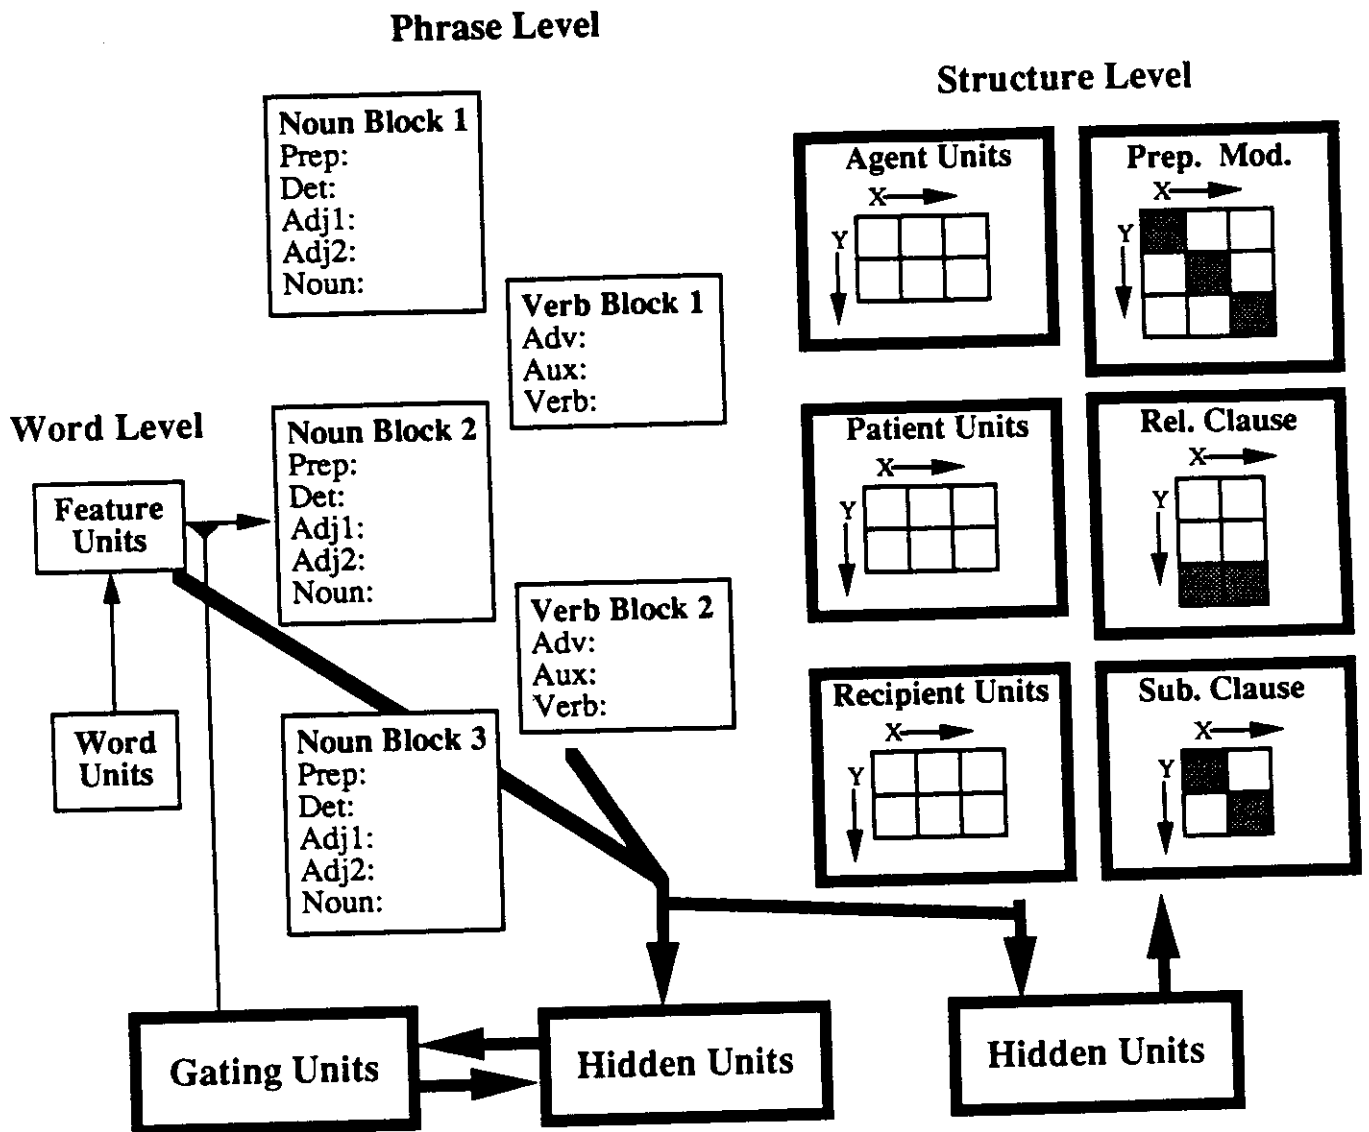 Phrase Level
Structure Level
Noun Block 1
Prep:
Det:
Adj1:
Adj2:
Noun:
Verb Block 1
Adv:
Aux:
Verb:
Word Level
Feature
Units
Word
Units
Noun Block 2
Prep:
Det:
Adj1:
Adj2:
Noun:
Verb Block 2
Adv:
Aux:
Verb:
Noun Block 3
Prep:
Det:
Adj1:
Adj2:
Noun:
Agent Units
X
Y
Prep. Mod.
X
Y
Patient Units
X
Y
Rel. Clause
X
Y
Recipient Units
X
Y
Sub. Clause
X
Y
Gating Units
Hidden Units
Hidden Units